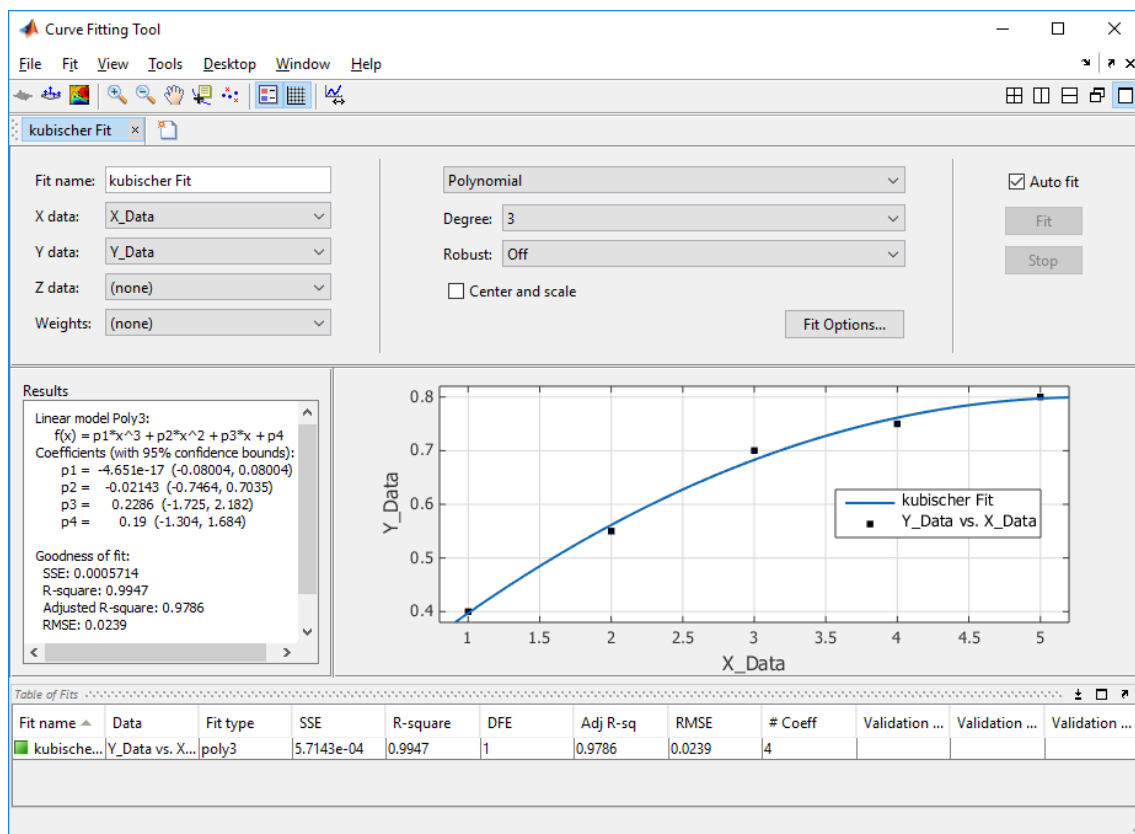 Curve Fitting Tool
File Fit View Tools Desktop Window Help
kubischer Fit
Fit name: kubischer Fit
X data: X_Data
Y data: Y_Data
Z data: (none)
Weights: (none)
Polynomial
Degree: 3
Robust: Off
Center and scale
Fit Options...
Auto fit
Fit
Stop
Results
Linear model Poly3:
f(x) = p1*x^3 + p2*x^2 + p3*x + p4
Coefficients (with 95% confidence bounds):
p1 = -4.651e-17 (-0.08004, 0.08004)
p2 = -0.02143 (-0.7464, 0.7035)
p3 = 0.2286 (-1.725, 2.182)
p4 = 0.19 (-1.304, 1.684)
Goodness of fit:
SSE: 0.0005714
R-square: 0.9947
Adjusted R-square: 0.9786
RMSE: 0.0239
0.8
0.7
0.6
0.5
0.4
Y_Data
1 1.5 2 2.5 3 3.5 4 4.5 5
X_Data
kubischer Fit
Y_Data vs. X_Data
Table of Fits
Fit name Data Fit type SSE R-square DFE Adj R-sq RMSE # Coeff Validation ... Validation ... Validation ...
kubische... Y_Data vs. X... poly3 5.7143e-04 0.9947 1 0.9786 0.0239 4